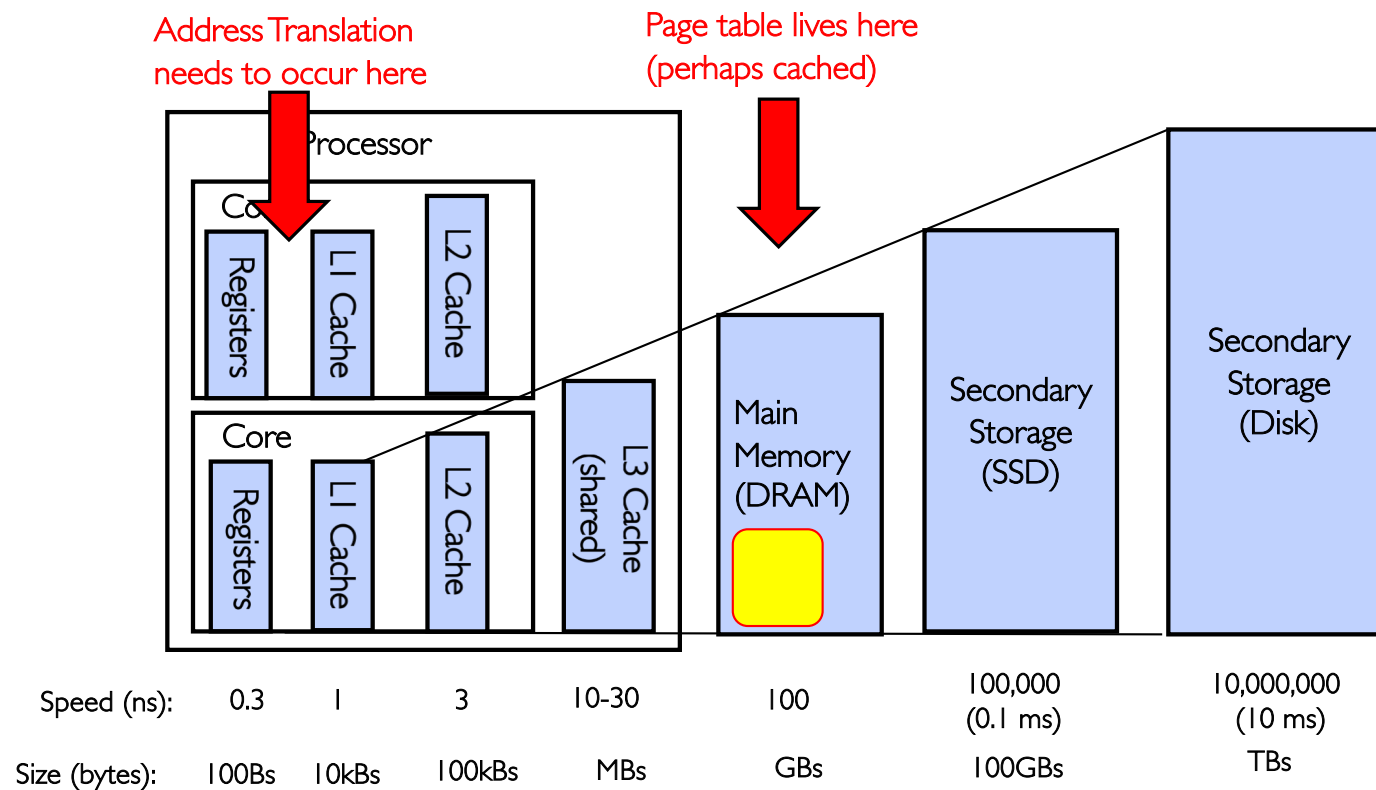 Address Translation
needs to occur here
Page table lives here
(perhaps cached)
Processor
Co
Registers
L1 Cache
L2 Cache
Core
Registers
L1 Cache
L2 Cache
L3 Cache
(shared)
Main
Memory
(DRAM)
Secondary
Storage
(SSD)
Secondary
Storage
(Disk)
Speed (ns): 0.3 1 3 10-30 100 100,000 10,000,000
(0.1 ms) (10 ms)
Size (bytes): 100Bs 10kBs 100kBs MBs GBs 100GBs TBs